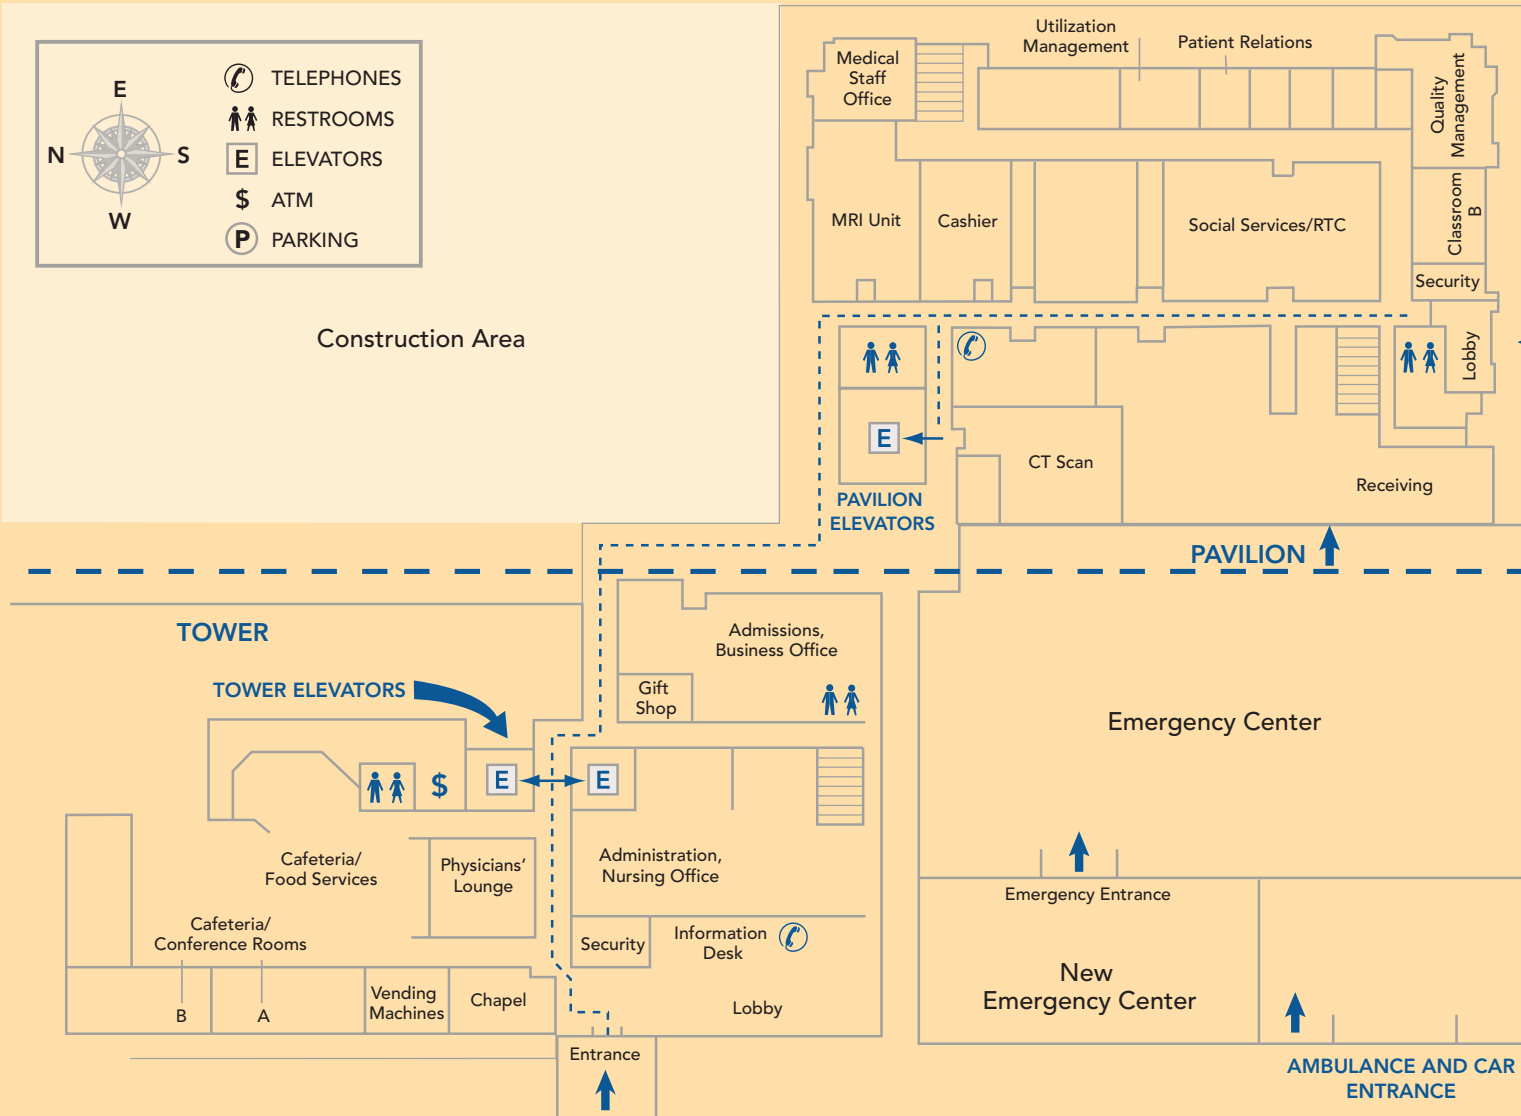 E
N
S
W
TELEPHONES
RESTROOMS
E ELEVATORS
$ ATM
P PARKING
Construction Area
Medical
Staff
Office
Utilization
Management
Patient Relations
Quality
Management
MRI Unit
Cashier
Social Services/RTC
Classroom
B
Security
Lobby
E
CT Scan
Receiving
PAVILION
ELEVATORS
PAVILION
TOWER
TOWER ELEVATORS
Admissions,
Business Office
Gift
Shop
$
E
E
Emergency Center
Cafeteria/
Food Services
Physicians’
Lounge
Administration,
Nursing Office
Emergency Entrance
Cafeteria/
Conference Rooms
Security
Information
Desk
New
Emergency Center
B
A
Vending
Machines
Chapel
Lobby
Entrance
AMBULANCE AND CAR
ENTRANCE